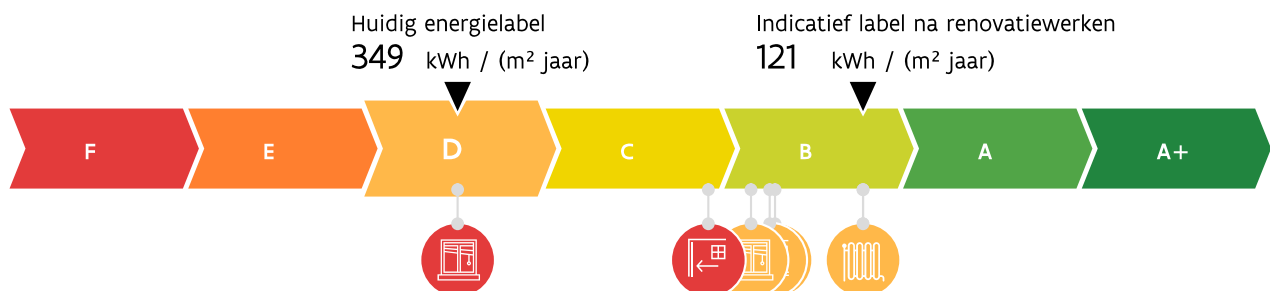 Huidig energielabel
349 kWh / (m² jaar)
Indicatief label na renovatiewerken
121 kWh / (m² jaar)
F E D C B A A+